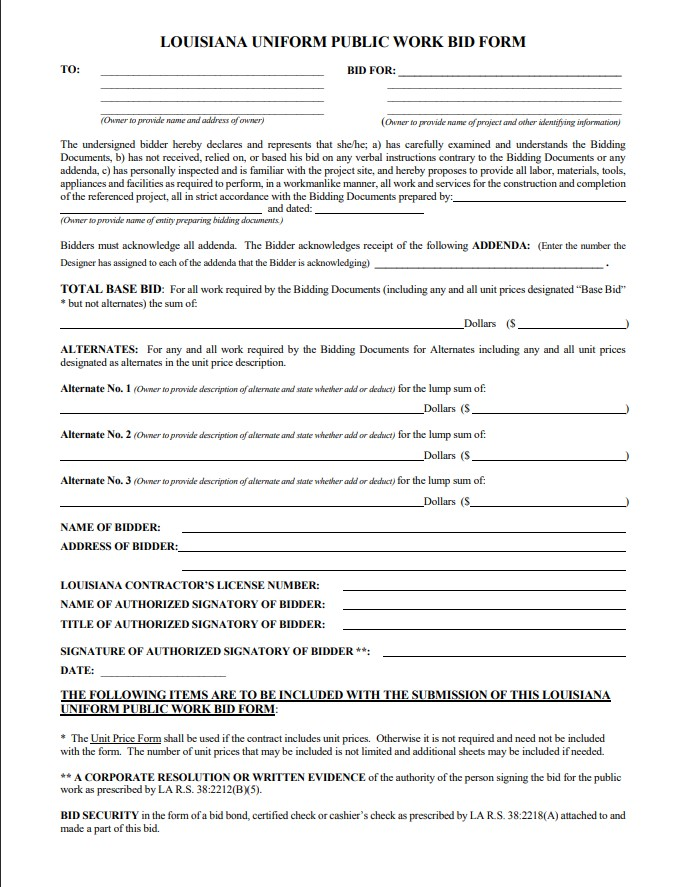 LOUISIANA UNIFORM PUBLIC WORK BID FORM
TO: ____________________ BID FOR: ____________________
(Owner to provide name and address of owner) (Owner to provide name of project and other identifying information)
The undersigned bidder hereby declares and represents that she/he; a) has carefully examined and understands the Bidding
Documents, b) has not received, relied on, or based his bid on any verbal instructions contrary to the Bidding Documents or any
addenda, c) has personally inspected and is familiar with the project site, and hereby proposes to provide all labor, materials, tools,
appliances and facilities as required to perform, in a workmanlike manner, all work and services for the construction and completion
of the referenced project, all in strict accordance with the Bidding Documents prepared by:____________________
____________________ and dated: ____________________
(Owner to provide name of entity preparing bidding documents.)
Bidders must acknowledge all addenda. The Bidder acknowledges receipt of the following ADDENDA: (Enter the number the
Designer has assigned to each of the addenda that the Bidder is acknowledging) ____________________ .
TOTAL BASE BID: For all work required by the Bidding Documents (including any and all unit prices designated “Base Bid”
* but not alternates) the sum of:
____________________Dollars ($ ____________________)
ALTERNATES: For any and all work required by the Bidding Documents for Alternates including any and all unit prices
designated as alternates in the unit price description.
Alternate No. 1 (Owner to provide description of alternate and state whether add or deduct) for the lump sum of:
____________________Dollars ($ ____________________)
Alternate No. 2 (Owner to provide description of alternate and state whether add or deduct) for the lump sum of:
____________________Dollars ($ ____________________)
Alternate No. 3 (Owner to provide description of alternate and state whether add or deduct) for the lump sum of:
____________________Dollars ($____________________)
NAME OF BIDDER: ____________________
ADDRESS OF BIDDER:____________________
LOUISIANA CONTRACTOR’S LICENSE NUMBER: ____________________
NAME OF AUTHORIZED SIGNATORY OF BIDDER: ____________________
TITLE OF AUTHORIZED SIGNATORY OF BIDDER: ____________________
SIGNATURE OF AUTHORIZED SIGNATORY OF BIDDER **: ____________________
DATE: ____________________
THE FOLLOWING ITEMS ARE TO BE INCLUDED WITH THE SUBMISSION OF THIS LOUISIANA
UNIFORM PUBLIC WORK BID FORM:
* The Unit Price Form shall be used if the contract includes unit prices. Otherwise it is not required and need not be included
with the form. The number of unit prices that may be included is not limited and additional sheets may be included if needed.
** A CORPORATE RESOLUTION OR WRITTEN EVIDENCE of the authority of the person signing the bid for the public
work as prescribed by LA R.S. 38:2212(B)(5).
BID SECURITY in the form of a bid bond, certified check or cashier’s check as prescribed by LA R.S. 38:2218(A) attached to and
made a part of this bid.